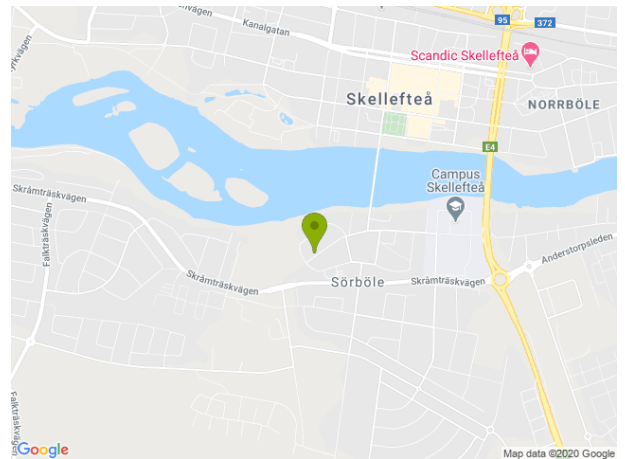 95
372
Kanalgatan
Scandic Skellefteå
Skellefteå
NORRBÖLE
E4
Campus
Skellefteå
Skråmträskvägen
Falkträskvägen
Anderstorpsleden
Skråmträskvägen
Sörböle
Skråmträskvägen
Falkträskvägen
Google
Map data ©2020 Google